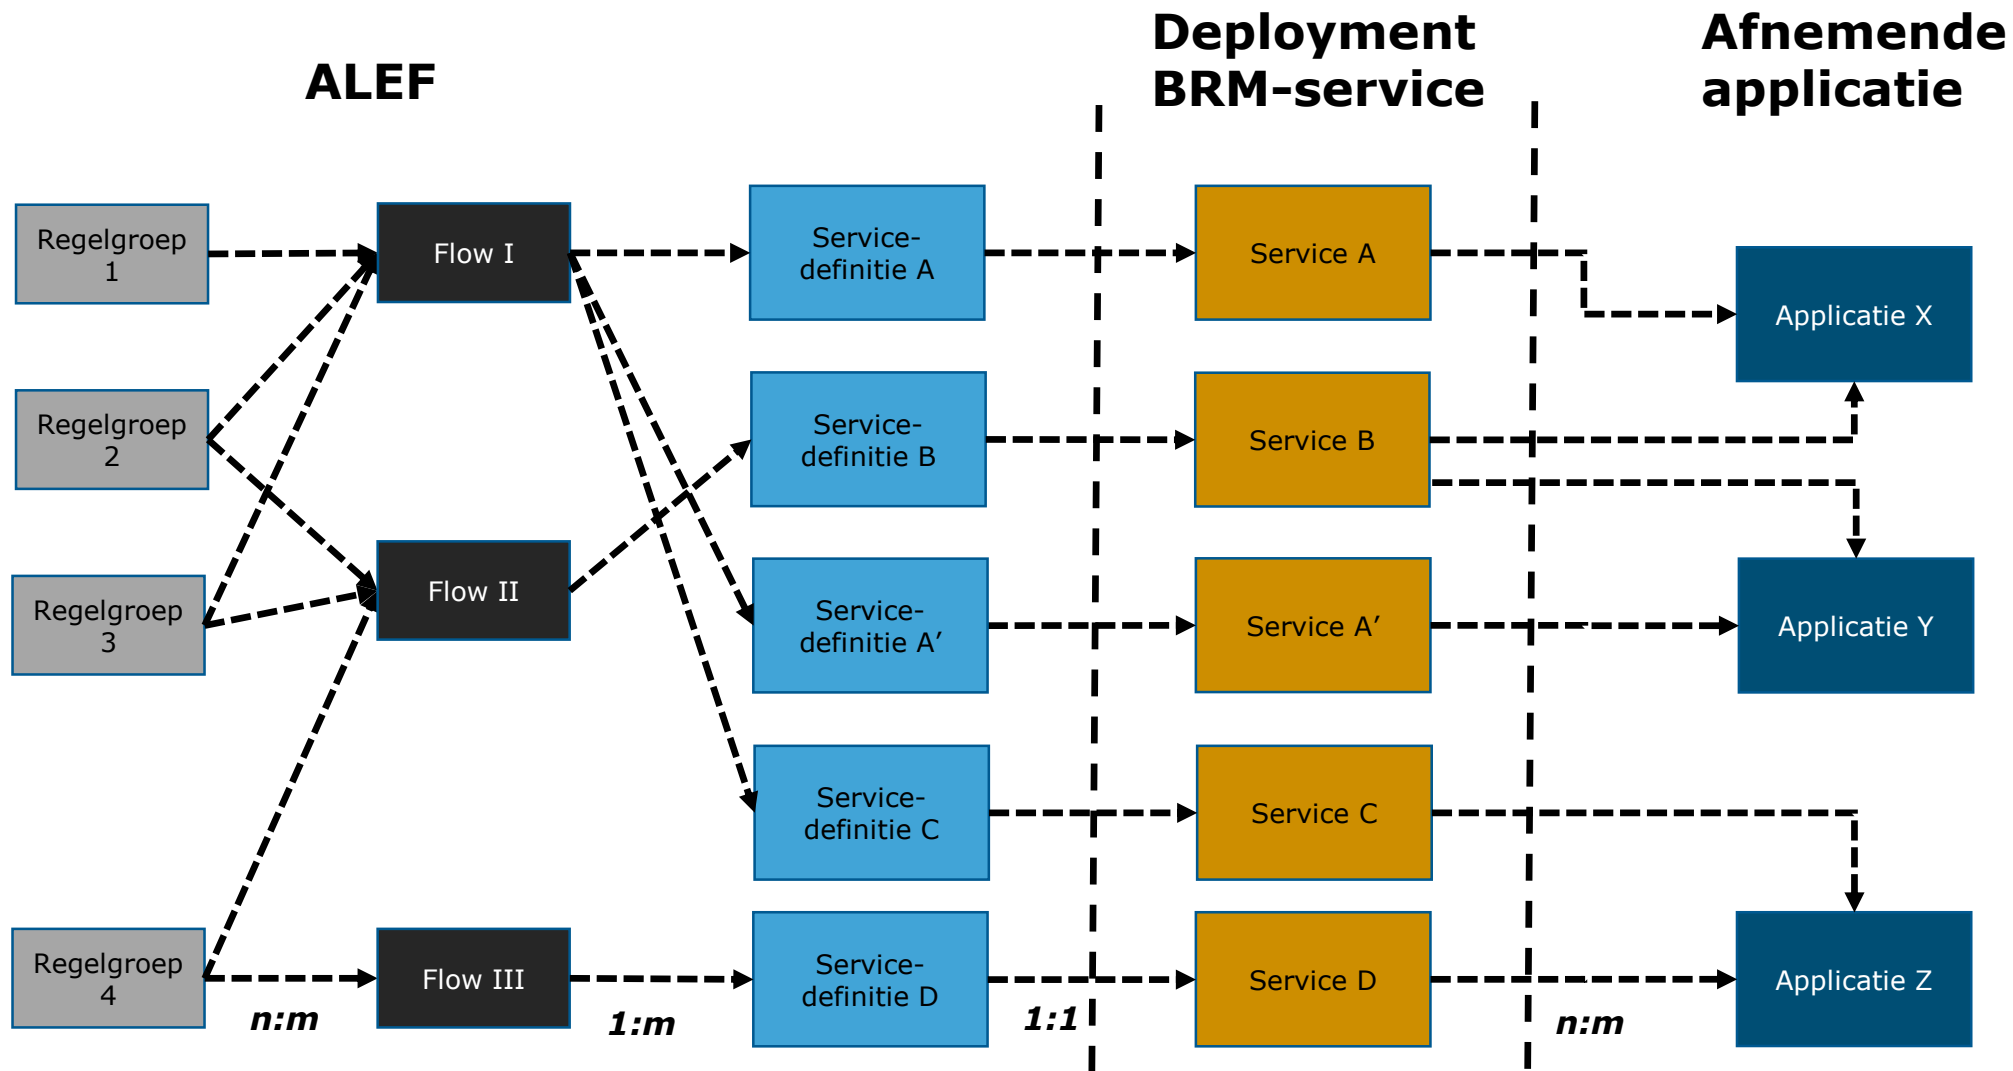 ALEF
Deployment
BRM-service
Afnemende
applicatie
Regelgroep
1
Flow I
Service-
definitie A
Service A
Applicatie X
Regelgroep
2
Service-
definitie B
Service B
Regelgroep
3
Flow II
Service-
definitie A’
Service A’
Applicatie Y
Service-
definitie C
Service C
Regelgroep
4
Flow III
Service-
definitie D
Service D
Applicatie Z
n:m
1:m
1:1
n:m